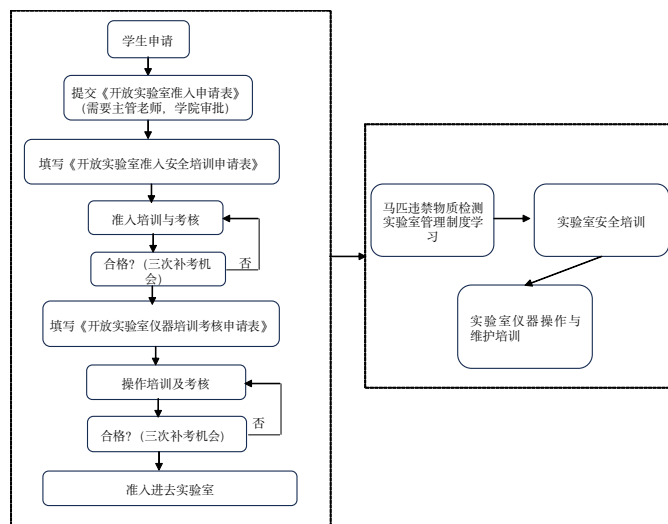 学生申请
提交《开放实验室准入申请表》
（需要主管老师，学院审批）
填写《开放实验室准入安全培训申请表》
准入培训与考核
合格？（三次补考机
会）
否
填写《开放实验室仪器培训考核申请表》
操作培训及考核
合格？（三次补考机会）
否
准入进去实验室
马匹违禁物质检测
实验室管理制度学
习
实验室安全培训
实验室仪器操作与
维护培训